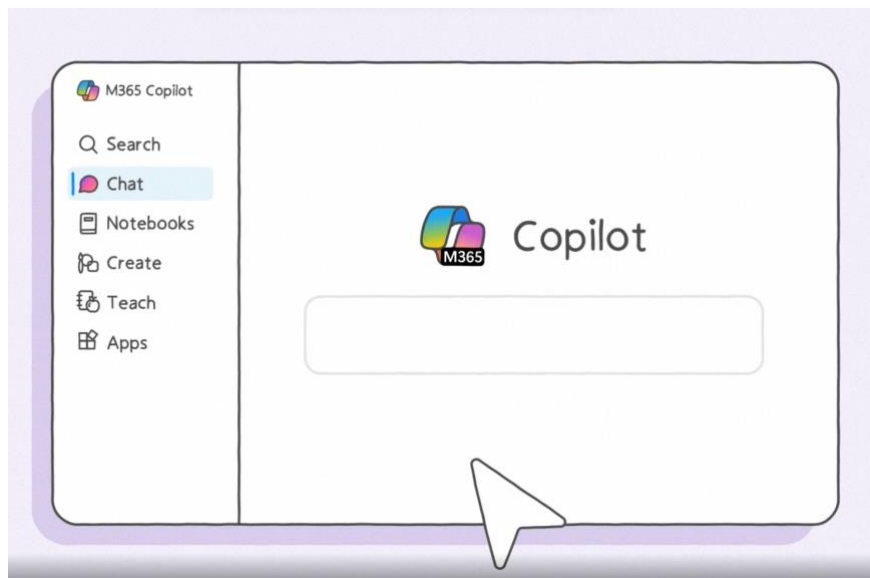 M365 Copilot
Search
Chat
Notebooks
Create
Teach
Apps
M365
Copilot